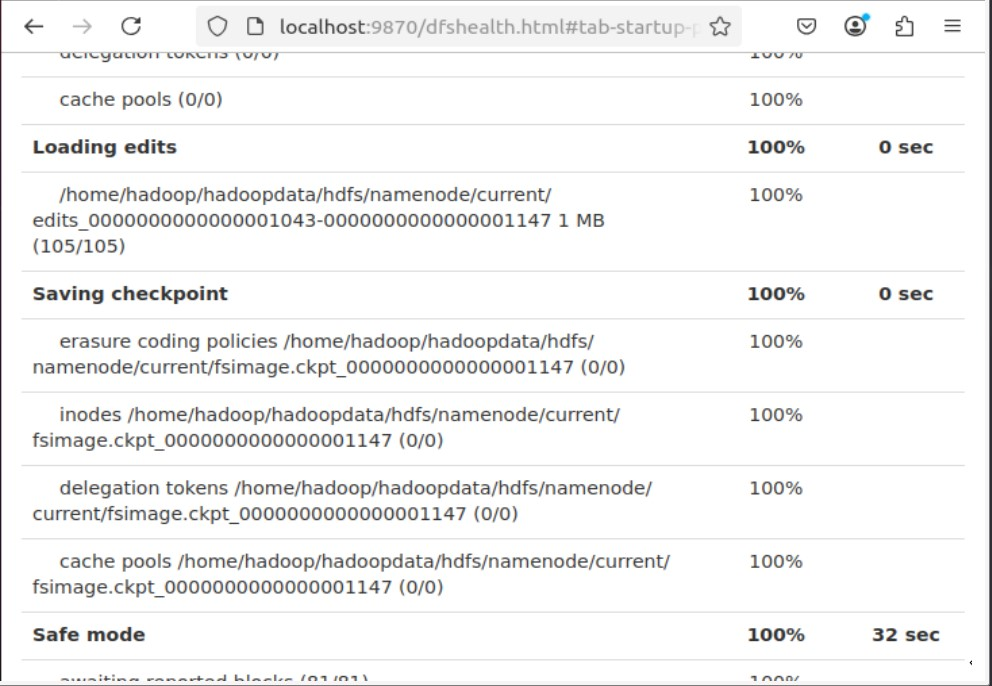 localhost:9870/dfshealth.html#tab-startup-p
delegation tokens (0/0) 100%
cache pools (0/0) 100%
Loading edits 100% 0 sec
/home/hadoop/hadoopdata/hdfs/namenode/current/ 100%
edits_0000000000000001043-0000000000000001147 1 MB
(105/105)
Saving checkpoint 100% 0 sec
erasure coding policies /home/hadoop/hadoopdata/hdfs/ 100%
namenode/current/fsimage.ckpt_0000000000000001147 (0/0)
inodes /home/hadoop/hadoopdata/hdfs/namenode/current/ 100%
fsimage.ckpt_0000000000000001147 (0/0)
delegation tokens /home/hadoop/hadoopdata/hdfs/namenode/ 100%
current/fsimage.ckpt_0000000000000001147 (0/0)
cache pools /home/hadoop/hadoopdata/hdfs/namenode/current/ 100%
fsimage.ckpt_0000000000000001147 (0/0)
Safe mode 100% 32 sec
awaiting reported blocks (81/81) 100%